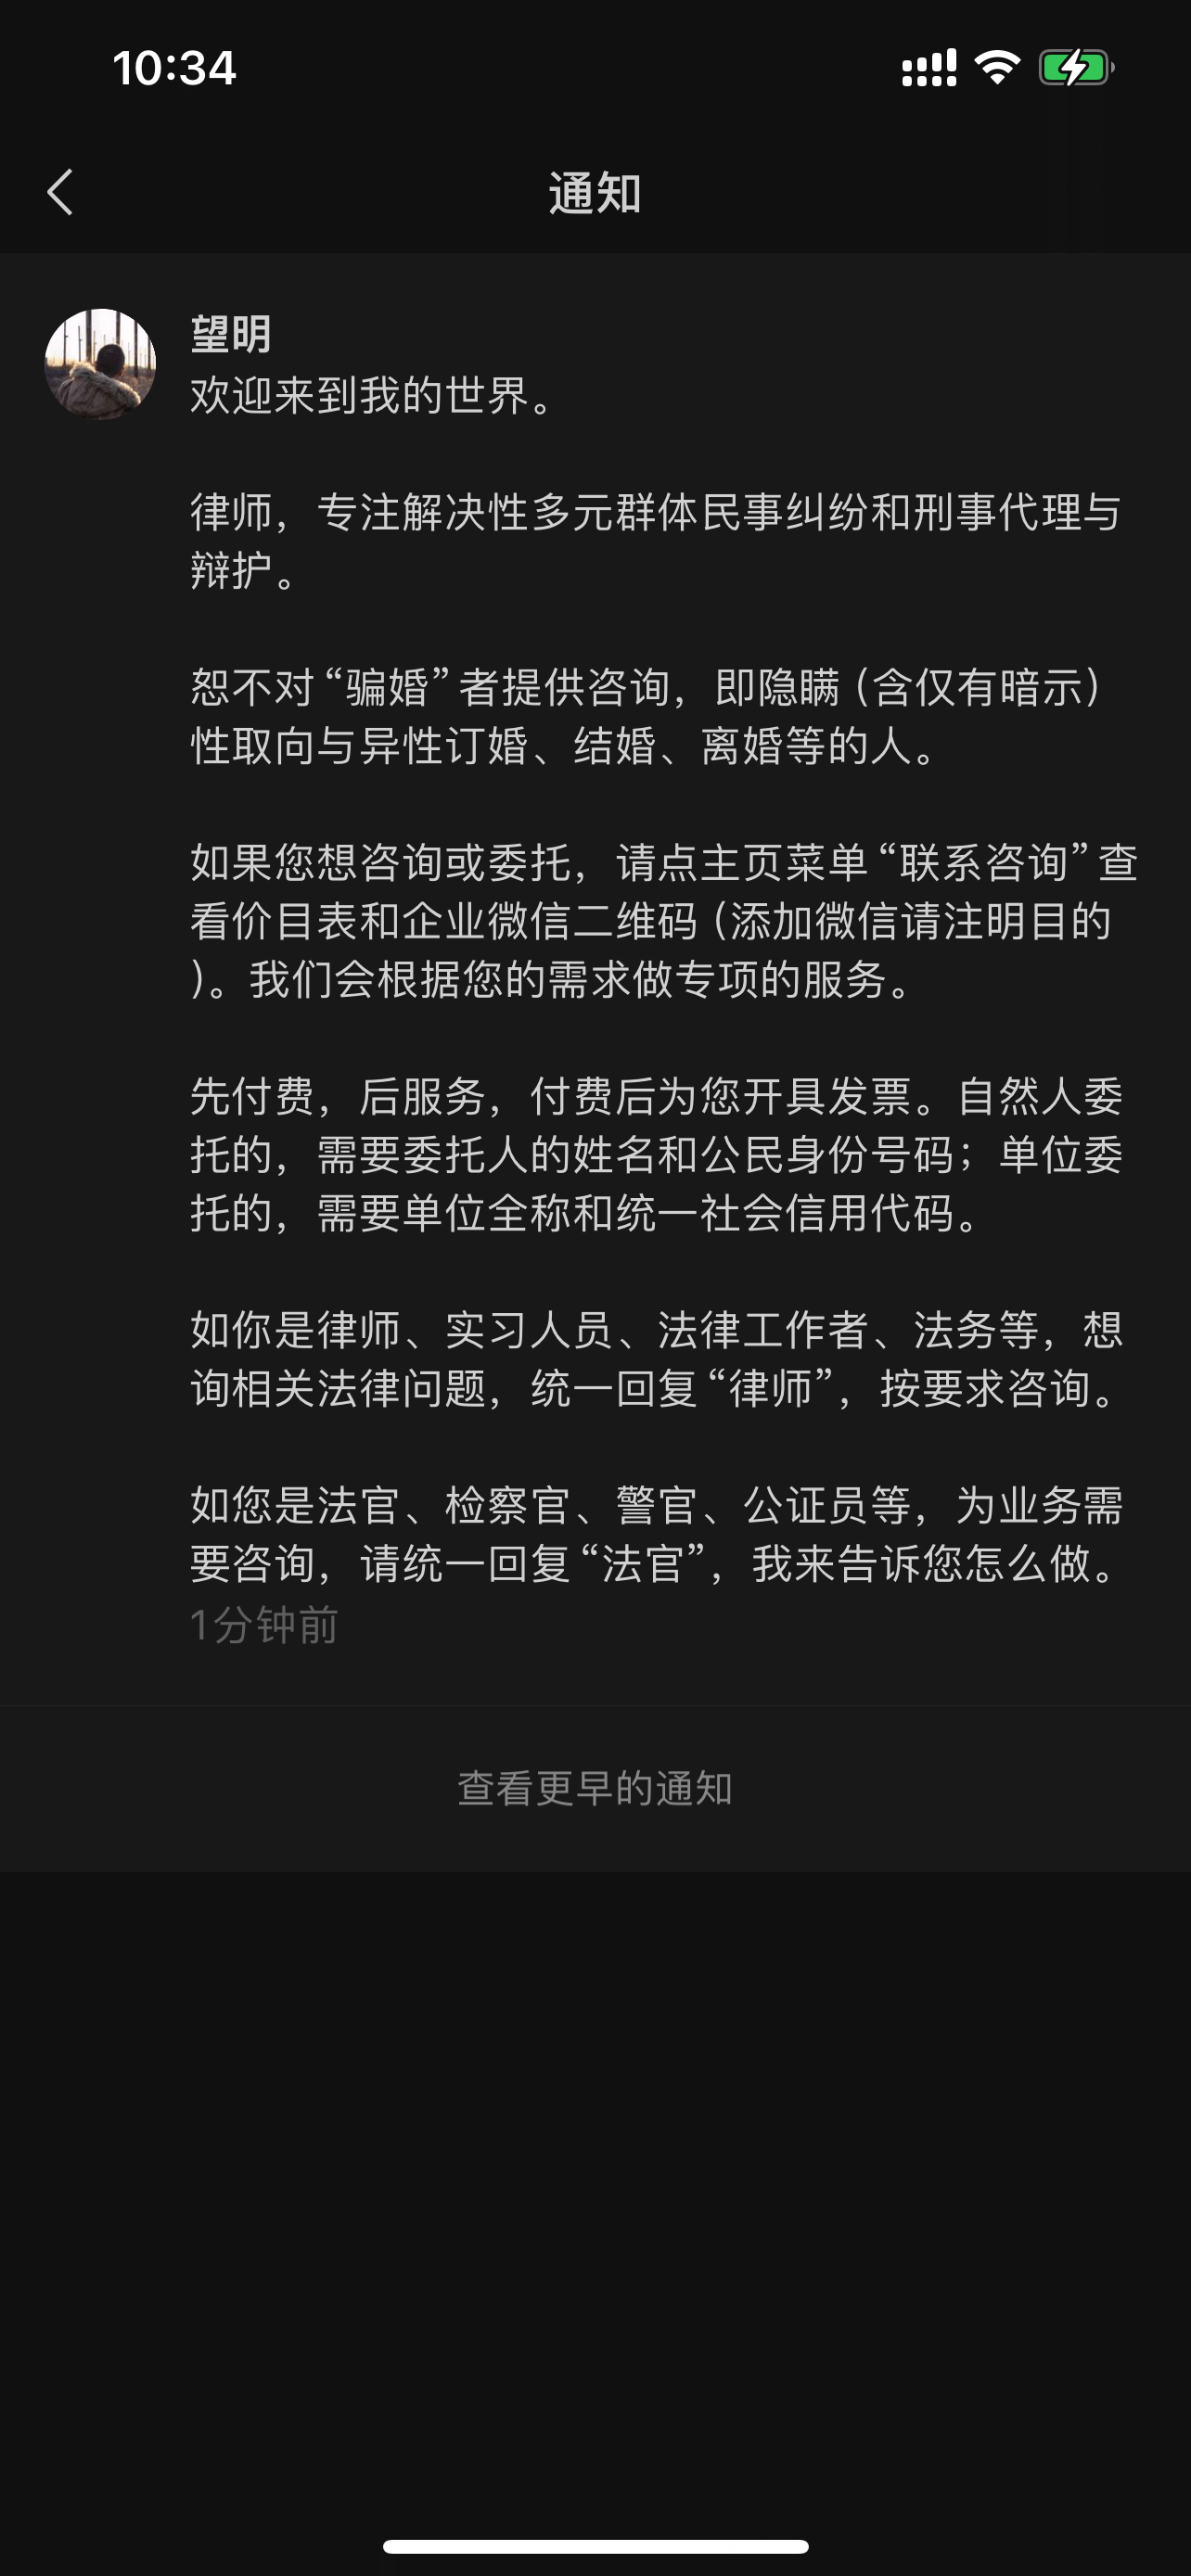 10:34
通知
望明
欢迎来到我的世界。
律师，专注解决性多元群体民事纠纷和刑事代理与
辩护。
恕不对“骗婚”者提供咨询，即隐瞒（含仅有暗示）
性取向与异性订婚、结婚、离婚等的人。
如果您想咨询或委托，请点主页菜单“联系咨询”查
看价目表和企业微信二维码（添加微信请注明目的
）。我们会根据您的需求做专项的服务。
先付费，后服务，付费后为您开具发票。自然人委
托的，需要委托人的姓名和公民身份号码；单位委
托的，需要单位全称和统一社会信用代码。
如你是律师、实习人员、法律工作者、法务等，想
询相关法律问题，统一回复“律师”，按要求咨询。
如您是法官、检察官、警官、公证员等，为业务需
要咨询，请统一回复“法官”，我来告诉您怎么做。
1分钟前
查看更早的通知